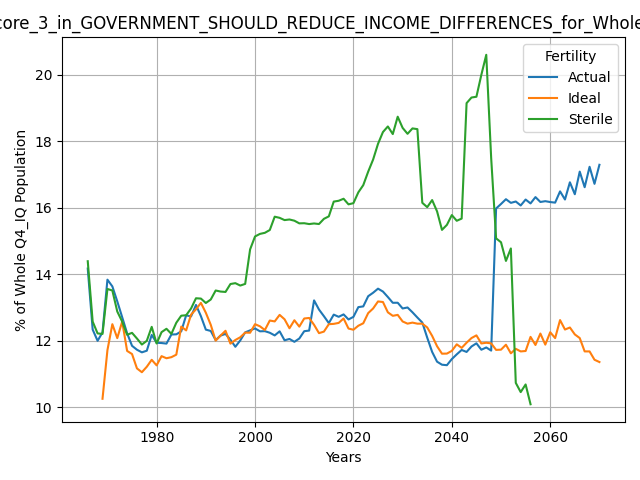 core_3_in_GOVERNMENT_SHOULD_REDUCE_INCOME_DIFFERENCES_for_Whole
% of Whole Q4_IQ Population
20
18
16
14
12
10
Fertility
Actual
Ideal
Sterile
1980
2000
2020
2040
2060
Years